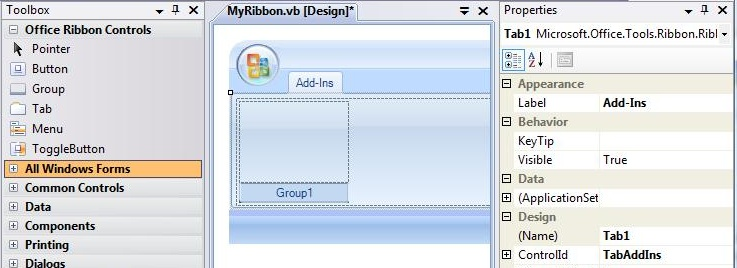 Toolbox
Office Ribbon Controls
Pointer
Button
Group
Tab
Menu
ToggleButton
All Windows Forms
Common Controls
Data
Components
Printing
Dialogs
MyRibbon.vb [Design]*
Add-Ins
Group1
Properties
Tab1 Microsoft.Office.Tools.Ribbon.Ribl
Appearance
Label Add-Ins
Behavior
KeyTip
Visible True
Data
(ApplicationSet
Design
(Name) Tab1
ControlId TabAddIns